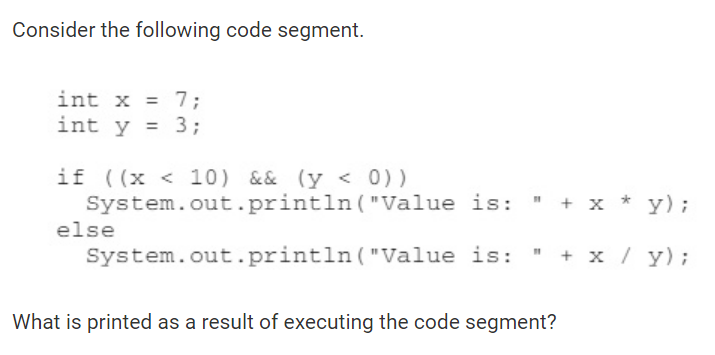 Consider the following code segment.
int x = 7;
int y = 3;
if ((x < 10) && (y < 0))
System.out.println("Value is: " + x * y);
else
System.out.println("Value is: " + x / y);
What is printed as a result of executing the code segment?